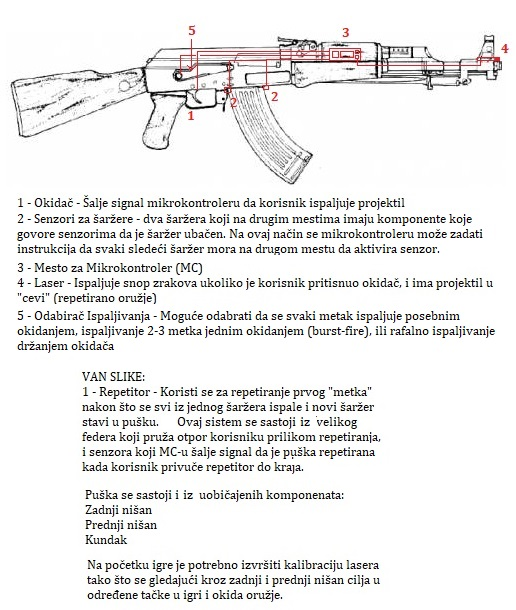 5
3
4
1
2
2
1 - Okidač - Šalje signal mikrokontroleru da korisnik ispaljuje projektil
2 - Senzori za šaržere - dva šaržera koji na drugim mestima imaju komponente koje
govore senzorima da je šaržer ubačen. Na ovaj način se mikrokontroleru može zadati
instrukcija da svaki sledeći šaržer mora na drugom mestu da aktivira senzor.
3 - Mesto za Mikrokontroler (MC)
4 - Laser - Ispaljuje snop zrakova ukoliko je korisnik pritisnuo okidač, i ima projektil u
"cevi" (repetirano oružje)
5 - Odabirač Ispaljivanja - Moguće odabrati da se svaki metak ispaljuje posebnim
okidanjem, ispaljivanje 2-3 metka jednim okidanjem (burst-fire), ili rafalno ispaljivanje
držanjem okidača
VAN SLIKE:
1 - Repetitor - Koristi se za repetiranje prvog "metka"
nakon što se svi iz jednog šaržera ispale i novi šaržer
stavi u pušku. Ovaj sistem se sastoji iz velikog
federa koji pruža otpor korisniku prilikom repetiranja,
i senzora koji MC-u šalje signal da je puška repetirana
kada korisnik privuče repetitor do kraja.
Puška se sastoji i iz uobičajenih komponenata:
Zadnji nišan
Prednji nišan
Kundak
Na početku igre je potrebno izvršiti kalibraciju lasera
tako što se gledajući kroz zadnji i prednji nišan cilja u
određene tačke u igri i okida oružje.